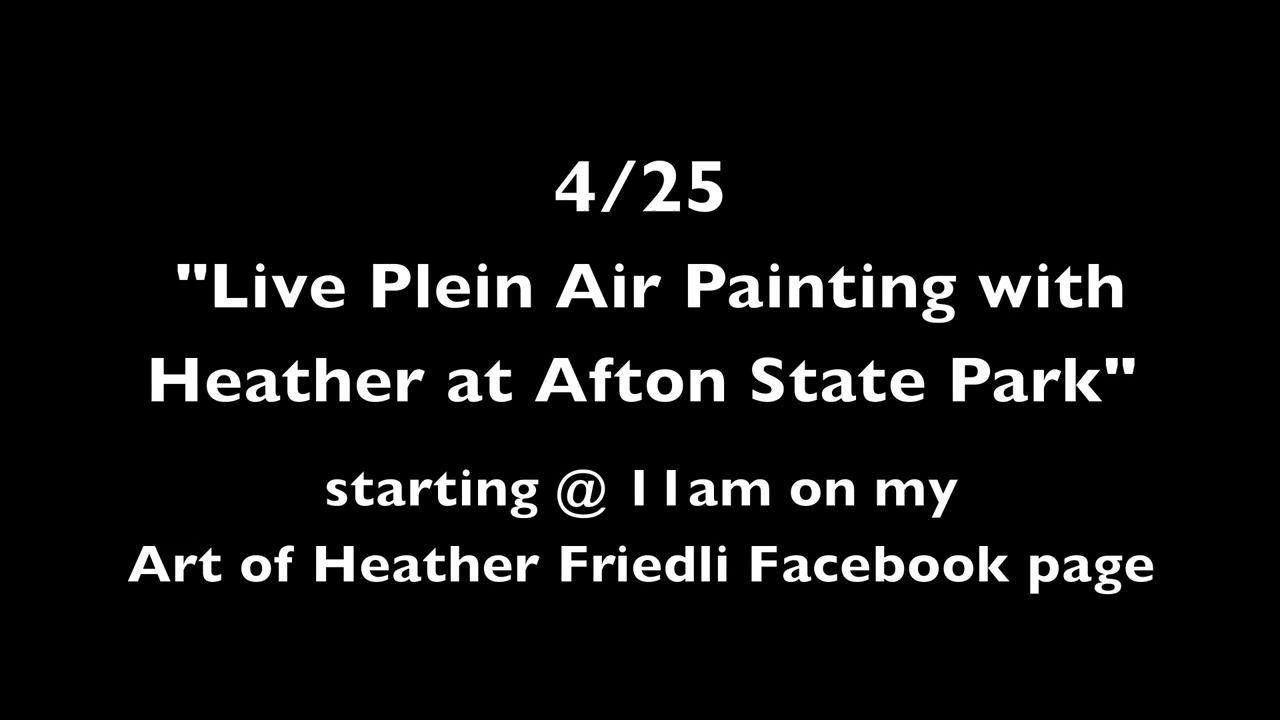 4/25
"Live Plein Air Painting with
Heather at Afton State Park"
starting @ 11am on my
Art of Heather Friedli Facebook page